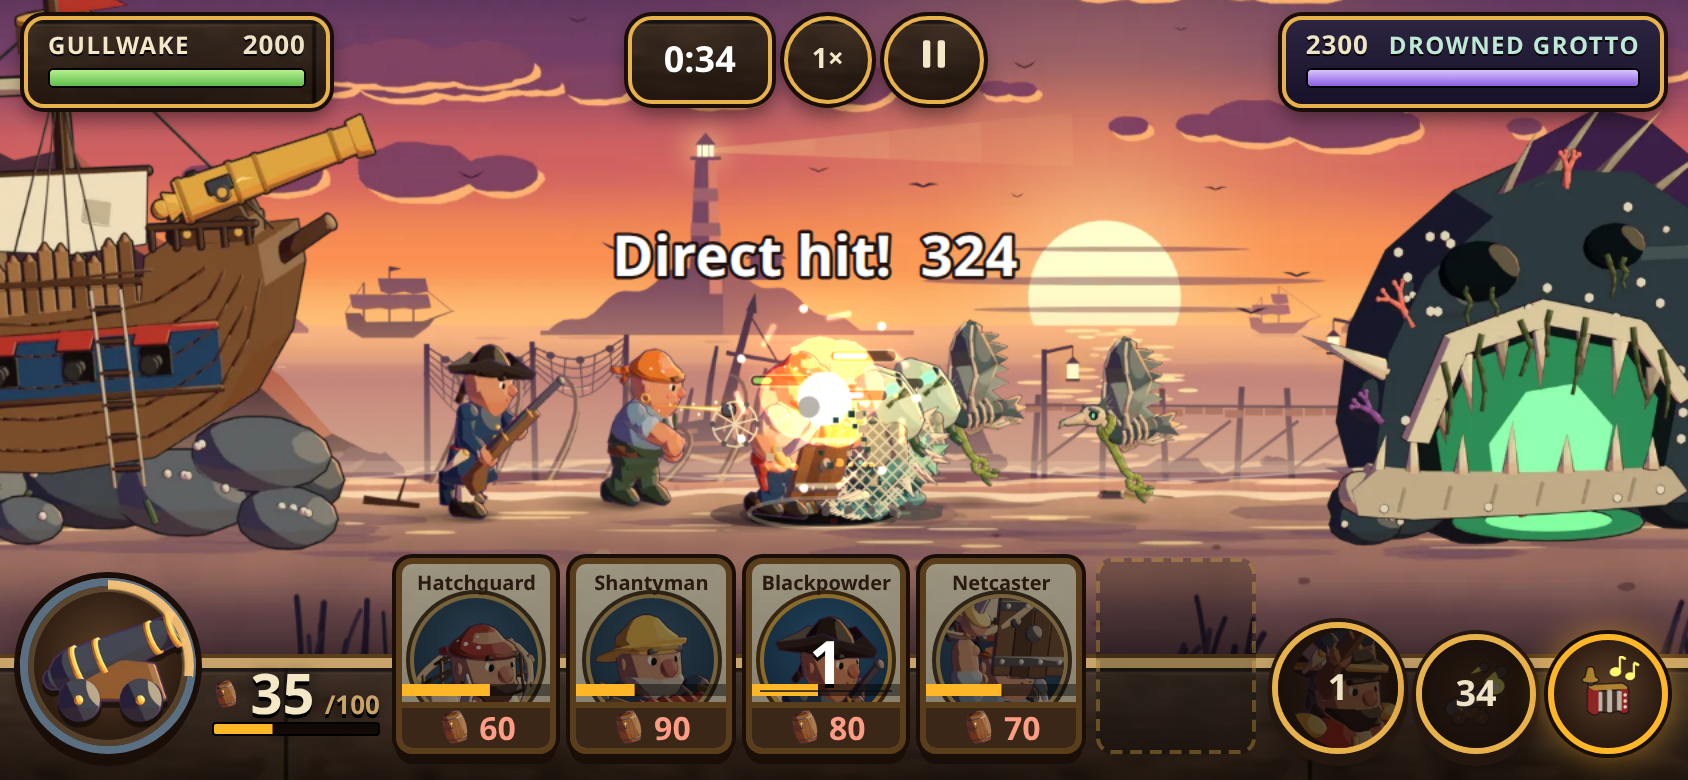 GULLWAKE 2000
0:34
1×
2300 DROWNED GROTTO
Direct hit! 324
Hatchguard
Shantyman
Blackpowder
Netcaster
1
35 /100
60
90
80
70
1
34